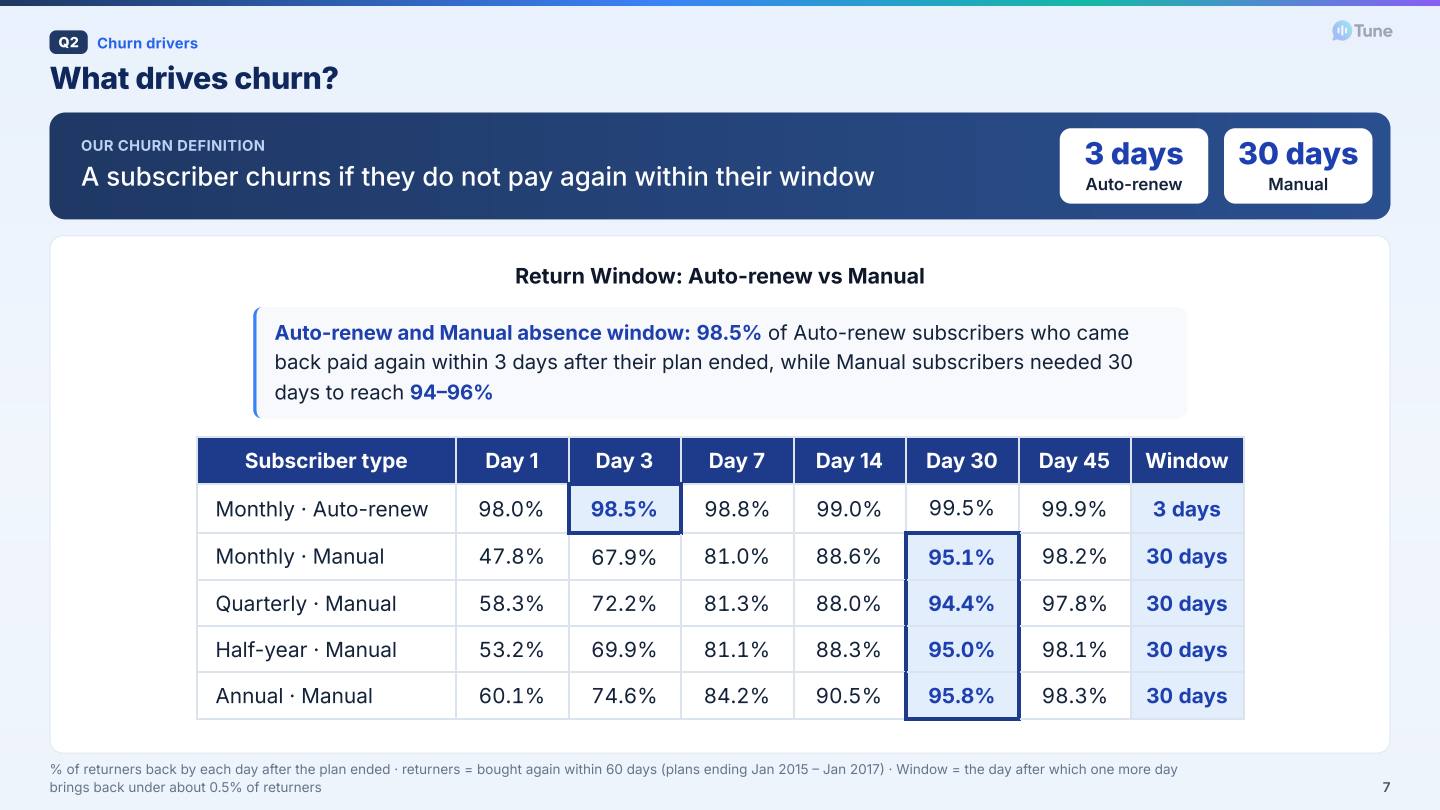 Q2 Churn drivers
Tune
What drives churn?
OUR CHURN DEFINITION
A subscriber churns if they do not pay again within their window
3 days
Auto-renew
30 days
Manual
Return Window: Auto-renew vs Manual
Auto-renew and Manual absence window: 98.5% of Auto-renew subscribers who came
back paid again within 3 days after their plan ended, while Manual subscribers needed 30
days to reach 94–96%
Subscriber type Day 1 Day 3 Day 7 Day 14 Day 30 Day 45 Window
Monthly · Auto-renew 98.0% 98.5% 98.8% 99.0% 99.5% 99.9% 3 days
Monthly · Manual 47.8% 67.9% 81.0% 88.6% 95.1% 98.2% 30 days
Quarterly · Manual 58.3% 72.2% 81.3% 88.0% 94.4% 97.8% 30 days
Half-year · Manual 53.2% 69.9% 81.1% 88.3% 95.0% 98.1% 30 days
Annual · Manual 60.1% 74.6% 84.2% 90.5% 95.8% 98.3% 30 days
% of returners back by each day after the plan ended · returners = bought again within 60 days (plans ending Jan 2015 – Jan 2017) · Window = the day after which one more day
brings back under about 0.5% of returners
7